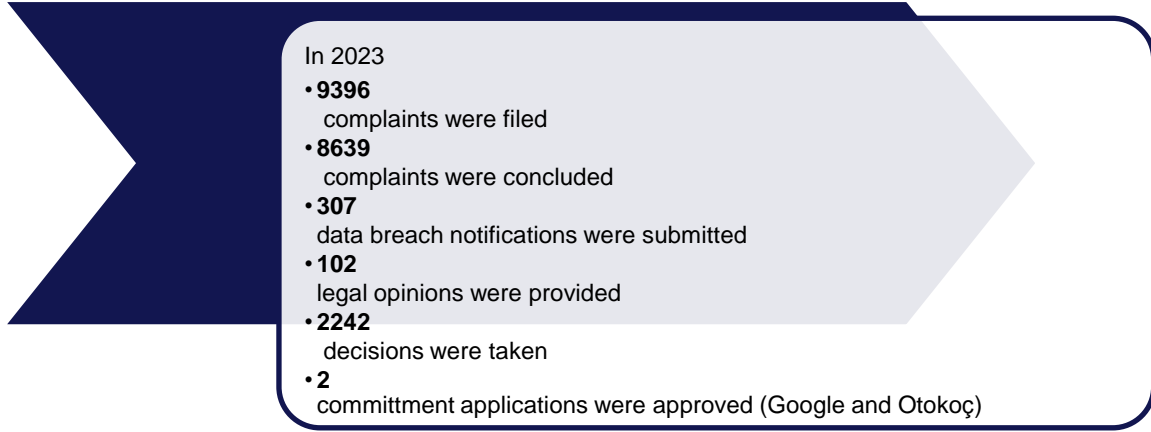 In 2023
• 9396
complaints were filed
• 8639
complaints were concluded
• 307
data breach notifications were submitted
• 102
legal opinions were provided
• 2242
decisions were taken
• 2
committment applications were approved (Google and Otokoç)